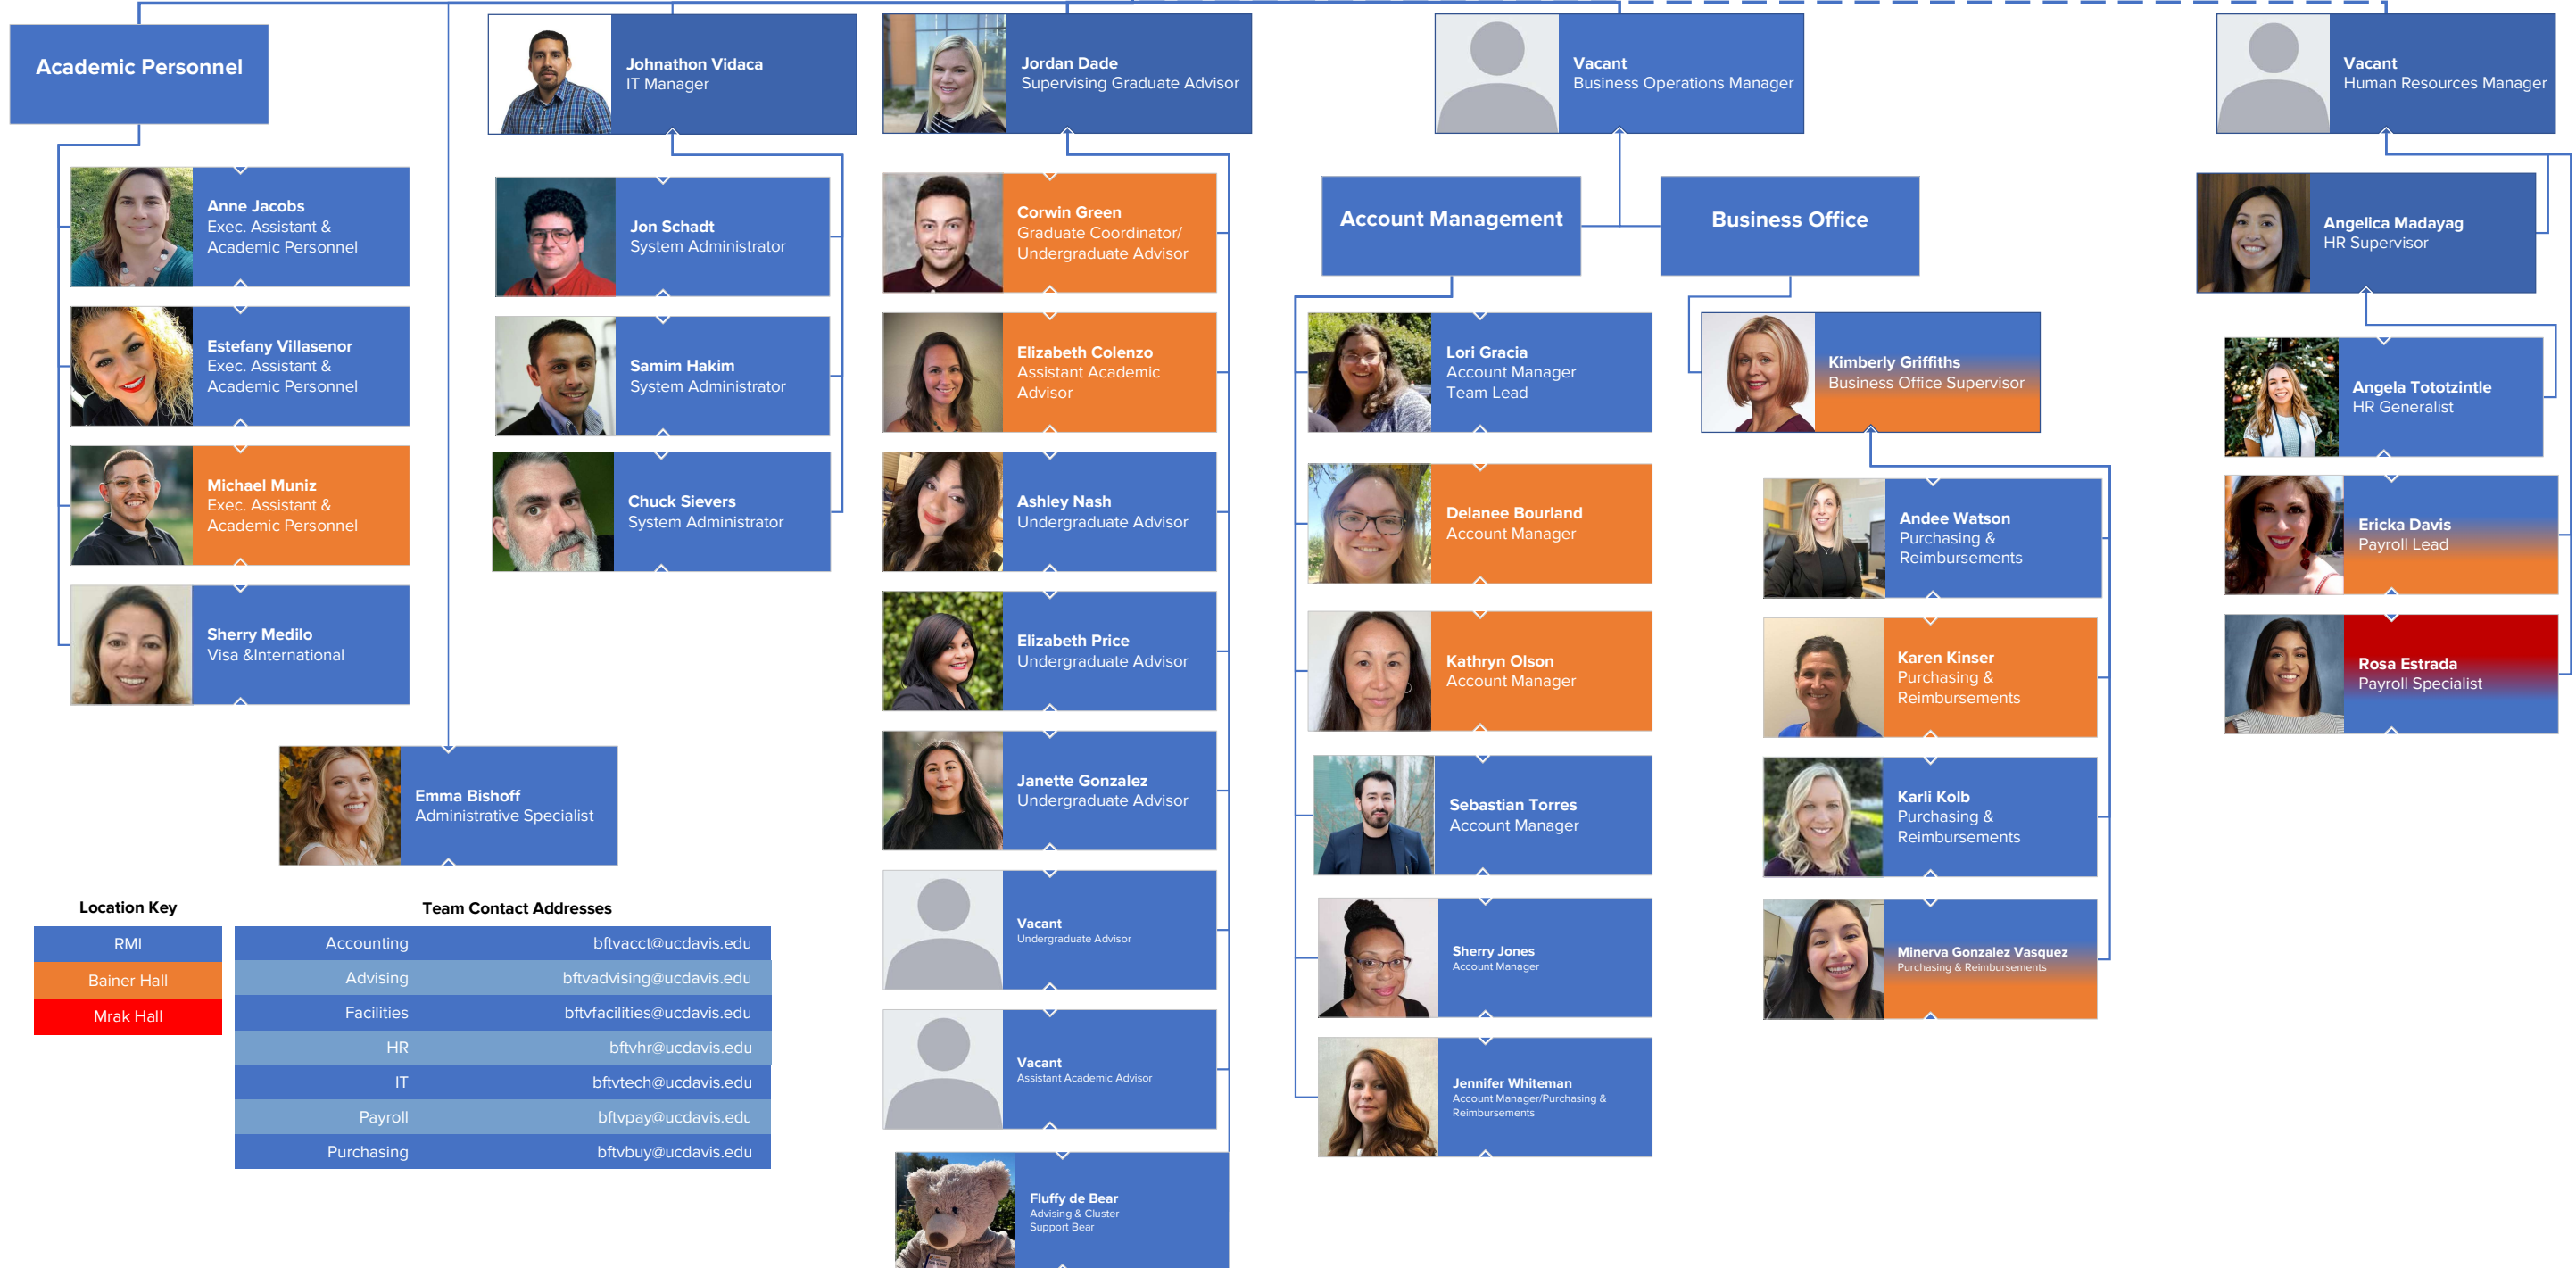 Academic Personnel
Anne Jacobs
Exec. Assistant &
Academic Personnel
Estefany Villasenor
Exec. Assistant &
Academic Personnel
Michael Muniz
Exec. Assistant &
Academic Personnel
Sherry Medilo
Visa &International
Emma Bishoff
Administrative Specialist
Johnathon Vidaca
IT Manager
Jon Schadt
System Administrator
Samim Hakim
System Administrator
Chuck Sievers
System Administrator
Jordan Dade
Supervising Graduate Advisor
Corwin Green
Graduate Coordinator/
Undergraduate Advisor
Elizabeth Colenzo
Assistant Academic
Advisor
Ashley Nash
Undergraduate Advisor
Elizabeth Price
Undergraduate Advisor
Janette Gonzalez
Undergraduate Advisor
Vacant
Undergraduate Advisor
Vacant
Assistant Academic Advisor
Fluffy de Bear
Advising & Cluster
Support Bear
Vacant
Business Operations Manager
Account Management
Lori Gracia
Account Manager
Team Lead
Delanee Bourland
Account Manager
Kathryn Olson
Account Manager
Sebastian Torres
Account Manager
Sherry Jones
Account Manager
Jennifer Whiteman
Account Manager/Purchasing &
Reimbursements
Business Office
Kimberly Griffiths
Business Office Supervisor
Andee Watson
Purchasing &
Reimbursements
Karen Kinser
Purchasing &
Reimbursements
Karli Kolb
Purchasing &
Reimbursements
Minerva Gonzalez Vasquez
Purchasing & Reimbursements
Vacant
Human Resources Manager
Angelica Madayag
HR Supervisor
Angela Tototzintle
HR Generalist
Ericka Davis
Payroll Lead
Rosa Estrada
Payroll Specialist
Location Key
RMI
Bainer Hall
Mrak Hall
Team Contact Addresses
Accounting bftvacct@ucdavis.edu
Advising bftvadvising@ucdavis.edu
Facilities bftvfacilities@ucdavis.edu
HR bftvhr@ucdavis.edu
IT bftvtech@ucdavis.edu
Payroll bftvpay@ucdavis.edu
Purchasing bftvbuy@ucdavis.edu